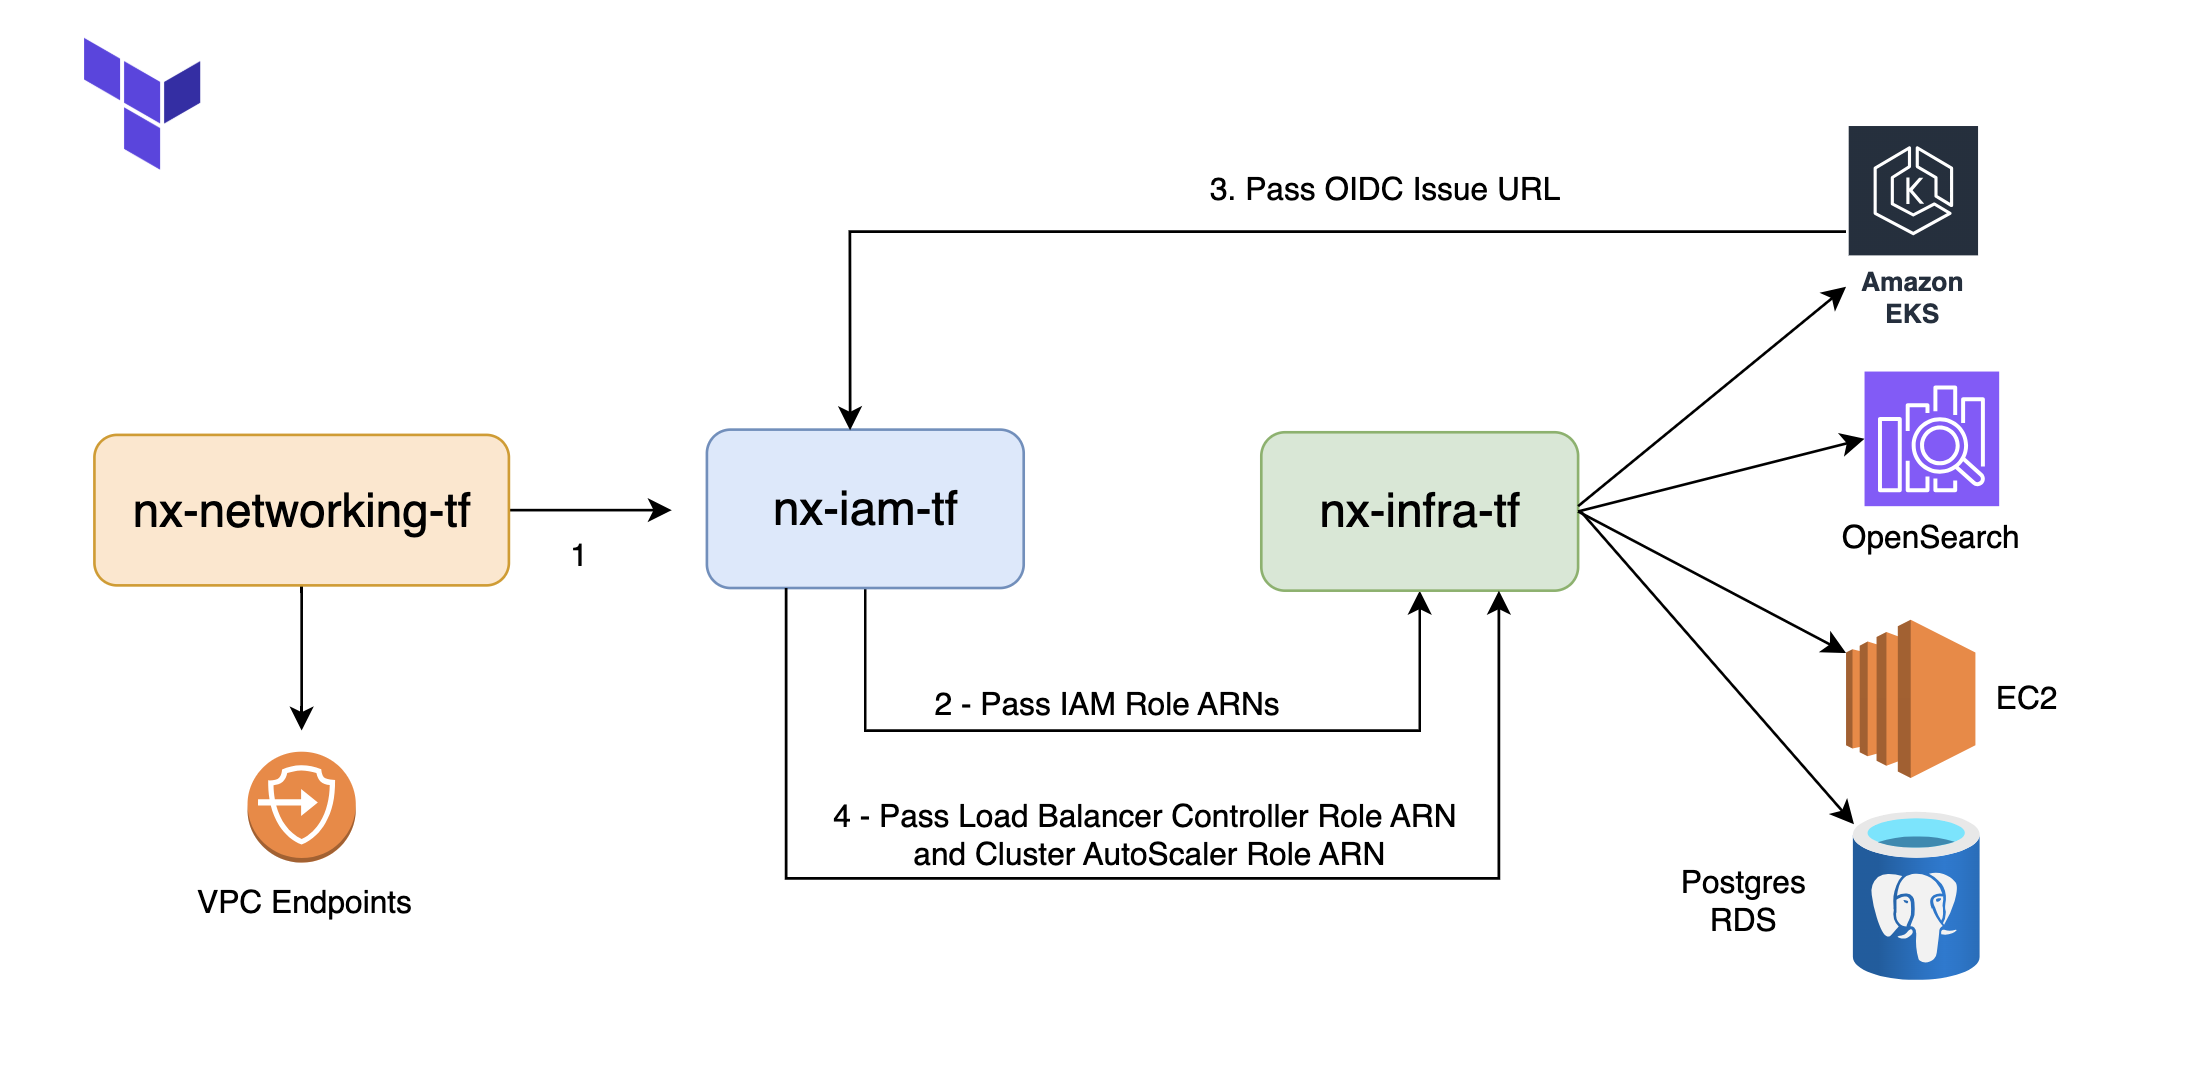 3. Pass OIDC Issue URL
Amazon
EKS
nx-networking-tf
1
nx-iam-tf
nx-infra-tf
OpenSearch
2 - Pass IAM Role ARNs
EC2
4 - Pass Load Balancer Controller Role ARN
and Cluster AutoScaler Role ARN
VPC Endpoints
Postgres
RDS
K